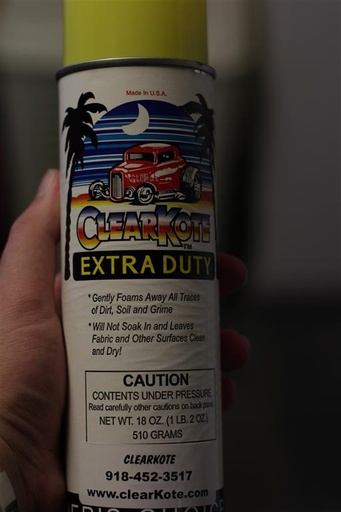 Made In U.S.A.
CLEARKOTE
TM
EXTRA DUTY
*Gently Foams Away All Traces
of Dirt, Soil and Grime
*Will Not Soak In and Leaves
Fabric and Other Surfaces Clean
and Dry!
CAUTION
CONTENTS UNDER PRESSURE
Read carefully other cautions on back panel
NET WT. 18 OZ. (1 LB. 2 OZ.)
510 GRAMS
CLEARKOTE
918-452-3517
www.clearKote.com